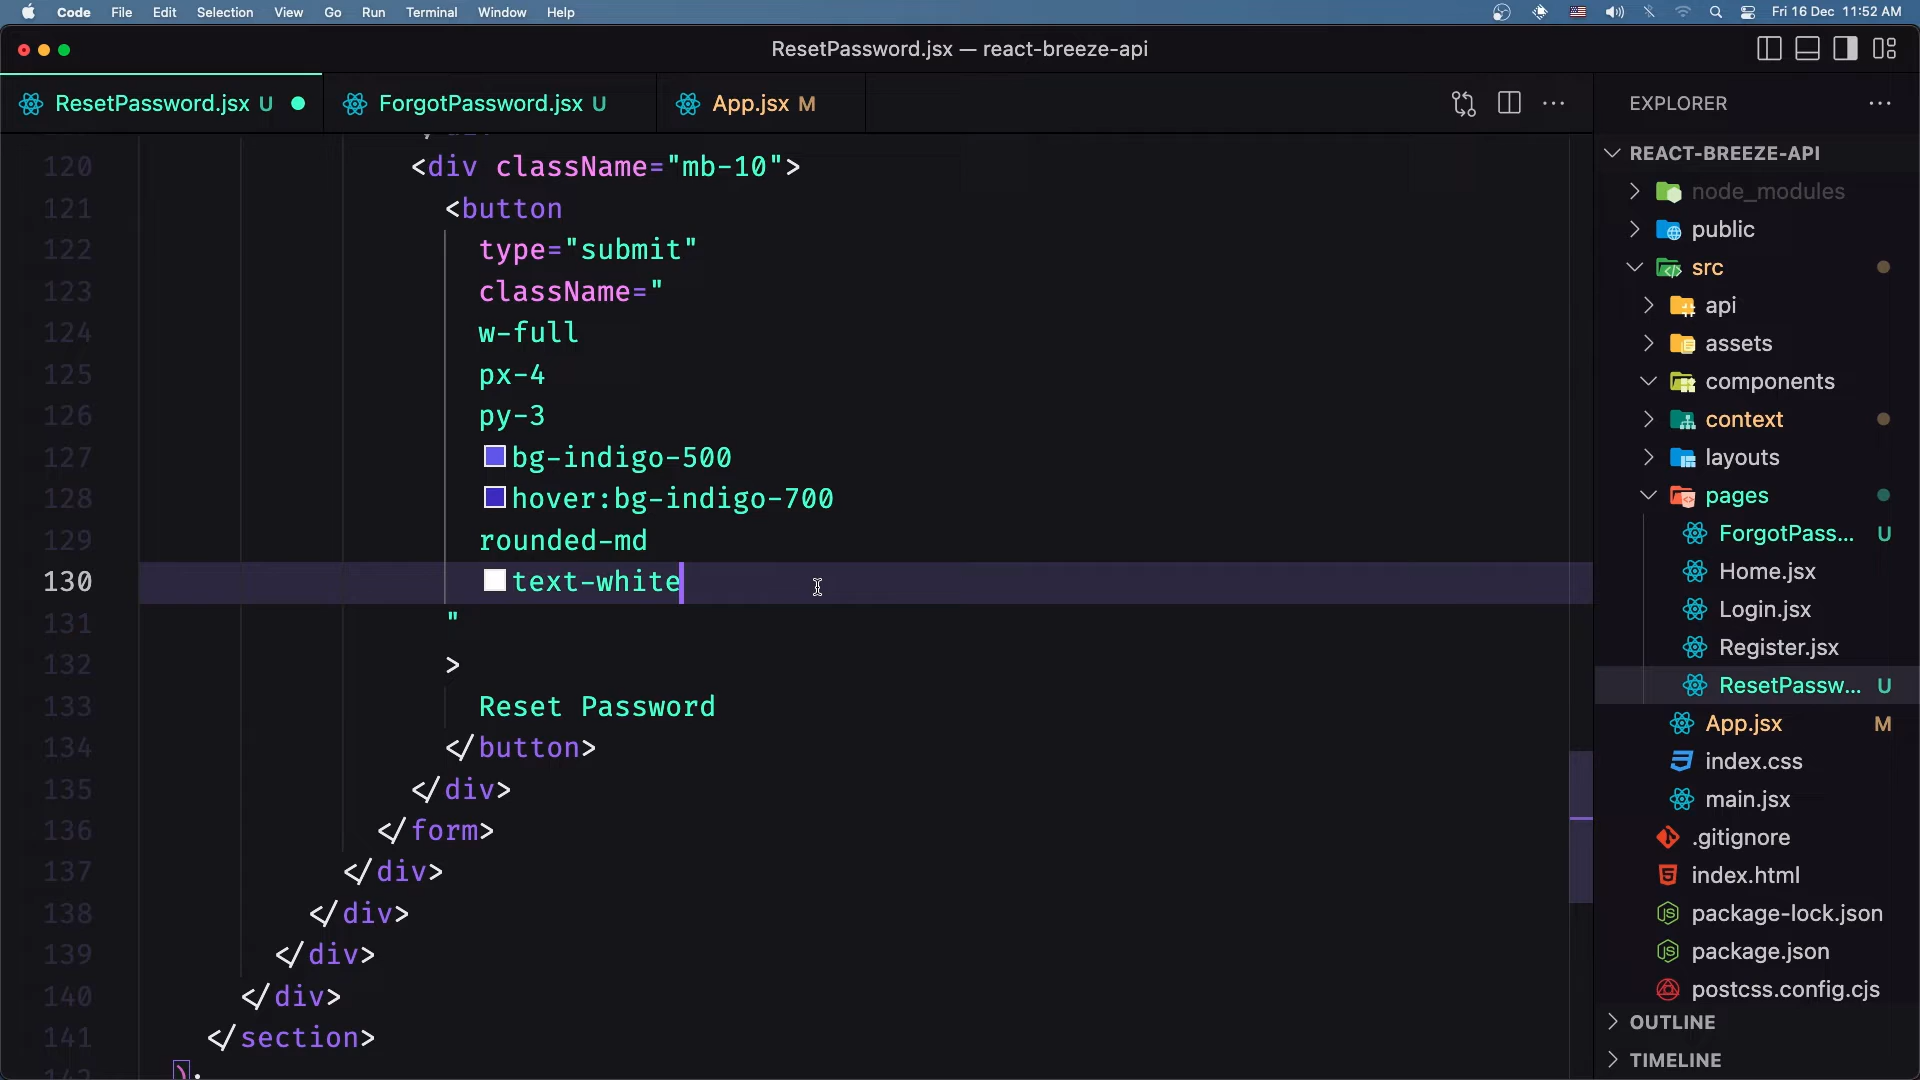 Code File Edit Selection View Go Run Terminal Window Help
Fri 16 Dec 11:52 AM
ResetPassword.jsx — react-breeze-api
ResetPassword.jsx U
ForgotPassword.jsx U
App.jsx M
120 <div className="mb-10">
121 <button
122 type="submit"
123 className="
124 w-full
125 px-4
126 py-3
127 bg-indigo-500
128 hover:bg-indigo-700
129 rounded-md
130 text-white
131 "
132 >
133 Reset Password
134 </button>
135 </div>
136 </form>
137 </div>
138 </div>
139 </div>
140 </div>
141 </section>
142 );
EXPLORER
REACT-BREEZE-API
node_modules
public
src
api
assets
components
context
layouts
pages
ForgotPass... U
Home.jsx
Login.jsx
Register.jsx
ResetPassw... U
App.jsx M
index.css
main.jsx
.gitignore
index.html
package-lock.json
package.json
postcss.config.cjs
OUTLINE
TIMELINE